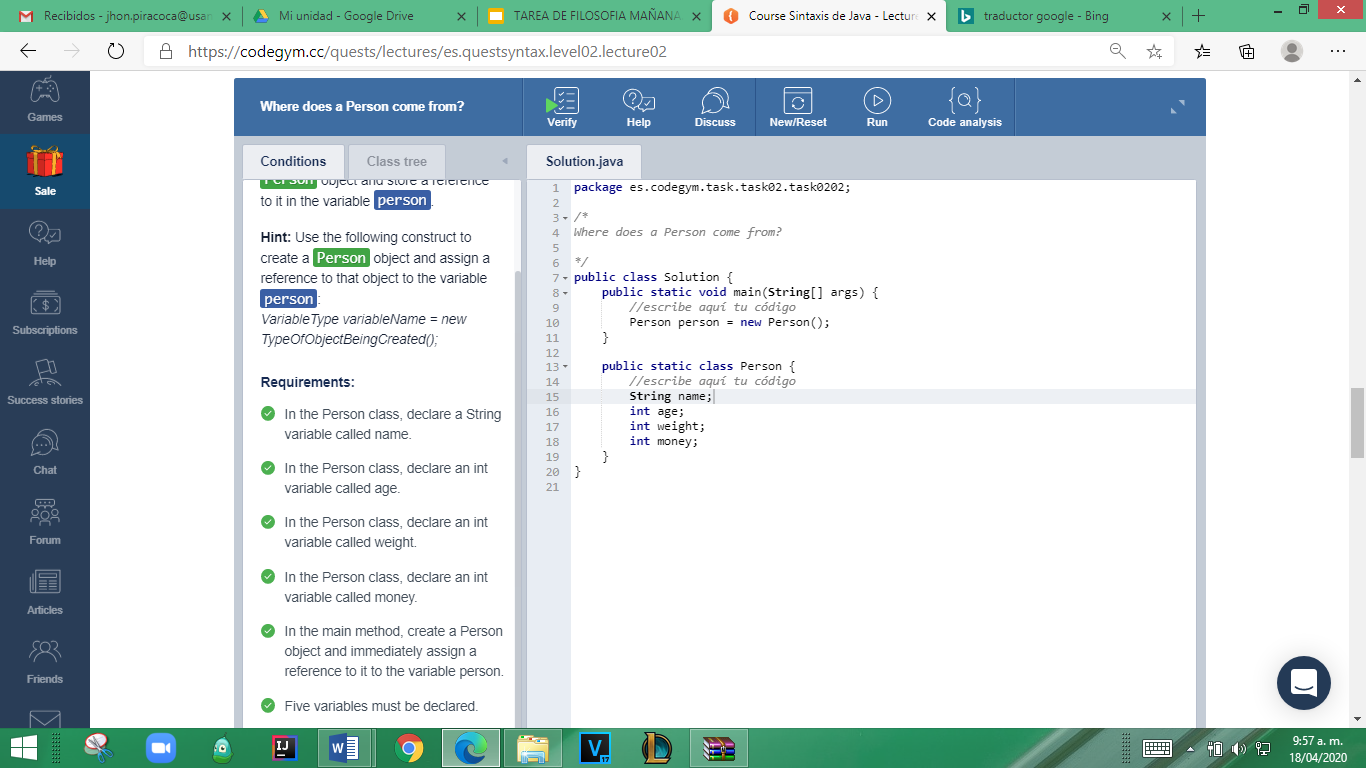 Recibidos - jhon.piracoca@usan
Mi unidad - Google Drive
TAREA DE FILOSOFIA MAÑANA.
Course Sintaxis de Java - Lecture
traductor google - Bing
https://codegym.cc/quests/lectures/es.questsyntax.level02.lecture02
Games
Sale
Help
Subscriptions
Success stories
Chat
Forum
Articles
Friends
Where does a Person come from?
Verify
Help
Discuss
New/Reset
Run
Code analysis
Conditions
Class tree
Person object and store a reference
to it in the variable person.
Hint: Use the following construct to
create a Person object and assign a
reference to that object to the variable
person:
VariableType variableName = new
TypeOfObjectBeingCreated();
Requirements:
In the Person class, declare a String
variable called name.
In the Person class, declare an int
variable called age.
In the Person class, declare an int
variable called weight.
In the Person class, declare an int
variable called money.
In the main method, create a Person
object and immediately assign a
reference to it to the variable person.
Five variables must be declared.
Solution.java
1 package es.codegym.task.task02.task0202;
2
3 /*
4 Where does a Person come from?
5
6 */
7 public class Solution {
8 public static void main(String[] args) {
9 //escribe aquí tu código
10 Person person = new Person();
11 }
12
13 public static class Person {
14 //escribe aquí tu código
15 String name;
16 int age;
17 int weight;
18 int money;
19 }
20 }
21
9:57 a. m.
18/04/2020